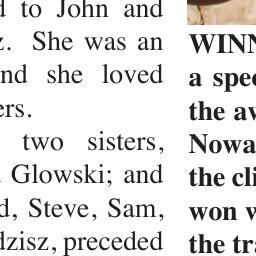 d to John and
z. She was an
nd she loved
ers.
two sisters,
Glowski; and
d, Steve, Sam,
dzisz, preceded
WINN
a spec
the av
Nowa
the cli
won w
the tra